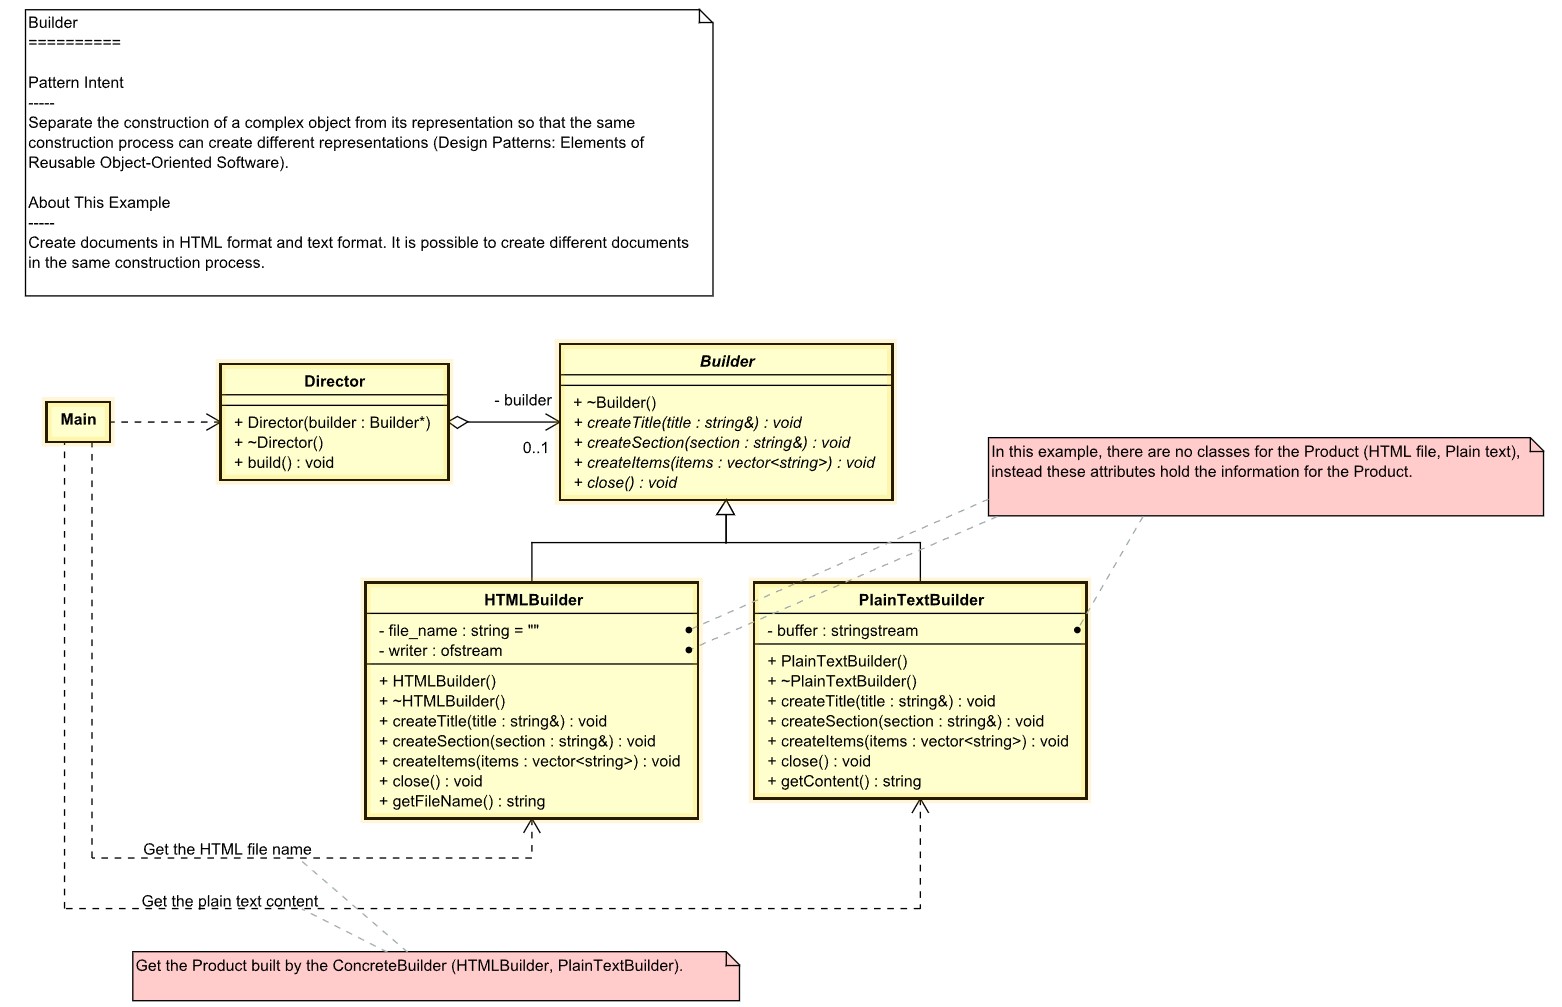 Builder
==========
Pattern Intent
-----
Separate the construction of a complex object from its representation so that the same
construction process can create different representations (Design Patterns: Elements of
Reusable Object-Oriented Software).
About This Example
-----
Create documents in HTML format and text format. It is possible to create different documents
in the same construction process.
Main
Director
+ Director(builder : Builder*)
+ ~Director()
+ build() : void
- builder
0..1
Builder
+ ~Builder()
+ createTitle(title : string&) : void
+ createSection(section : string&) : void
+ createItems(items : vector<string>) : void
+ close() : void
In this example, there are no classes for the Product (HTML file, Plain text),
instead these attributes hold the information for the Product.
HTMLBuilder
- file_name : string = ""
- writer : ofstream
+ HTMLBuilder()
+ ~HTMLBuilder()
+ createTitle(title : string&) : void
+ createSection(section : string&) : void
+ createItems(items : vector<string>) : void
+ close() : void
+ getFileName() : string
PlainTextBuilder
- buffer : stringstream
+ PlainTextBuilder()
+ ~PlainTextBuilder()
+ createTitle(title : string&) : void
+ createSection(section : string&) : void
+ createItems(items : vector<string>) : void
+ close() : void
+ getContent() : string
Get the HTML file name
Get the plain text content
Get the Product built by the ConcreteBuilder (HTMLBuilder, PlainTextBuilder).